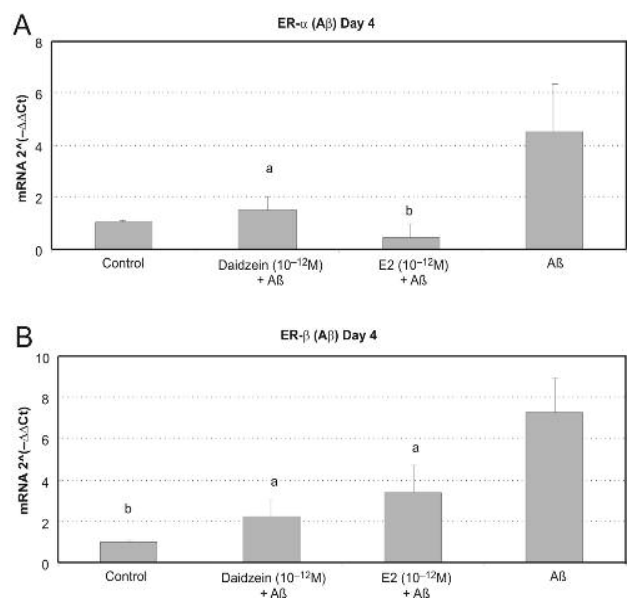 A
ER-α (Aβ) Day 4
mRNA 2^(−ΔΔCt)
8
6
4
2
0
a
b
Control
Daidzein (10⁻¹²M)
+ Aß
E2 (10⁻¹²M)
+ Aß
Aß
B
ER-β (Aβ) Day 4
mRNA 2^(−ΔΔCt)
10
8
6
4
2
0
b
a
a
Control
Daidzein (10⁻¹²M)
+ Aß
E2 (10⁻¹²M)
+ Aß
Aß